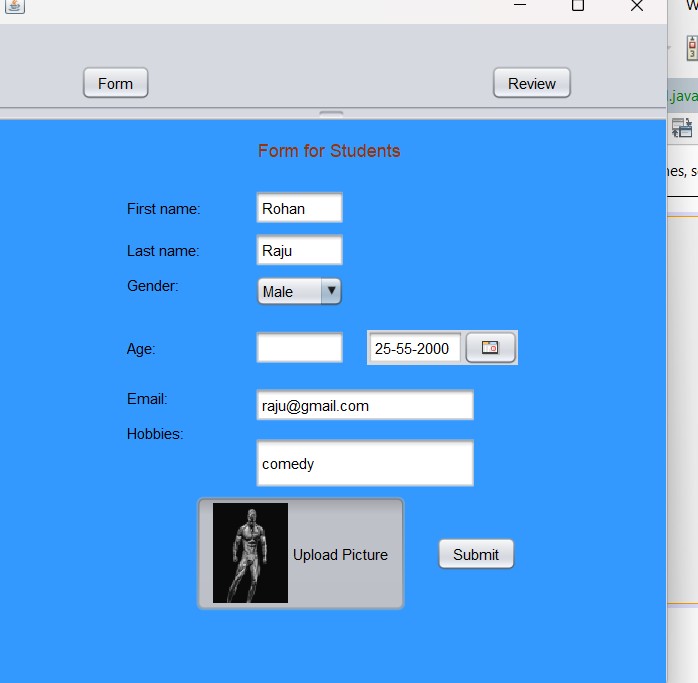 W
Form
Review
.java
Form for Students
nes, s
First name:
Rohan
Last name:
Raju
Gender:
Male
Age:
25-55-2000
Email:
raju@gmail.com
Hobbies:
comedy
Upload Picture
Submit